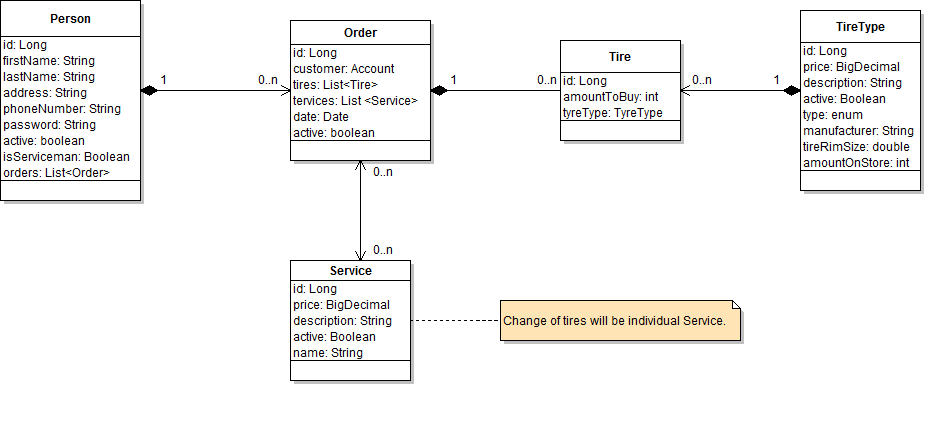 Person
id: Long
firstName: String
lastName: String
address: String
phoneNumber: String
password: String
active: boolean
isServiceman: Boolean
orders: List<Order>
1
0..n
Order
id: Long
customer: Account
tires: List<Tire>
tervices: List <Service>
date: Date
active: boolean
1
0..n
Tire
id: Long
amountToBuy: int
tyreType: TyreType
0..n
1
TireType
id: Long
price: BigDecimal
description: String
active: Boolean
type: enum
manufacturer: String
tireRimSize: double
amountOnStore: int
0..n
0..n
Service
id: Long
price: BigDecimal
description: String
active: Boolean
name: String
Change of tires will be individual Service.